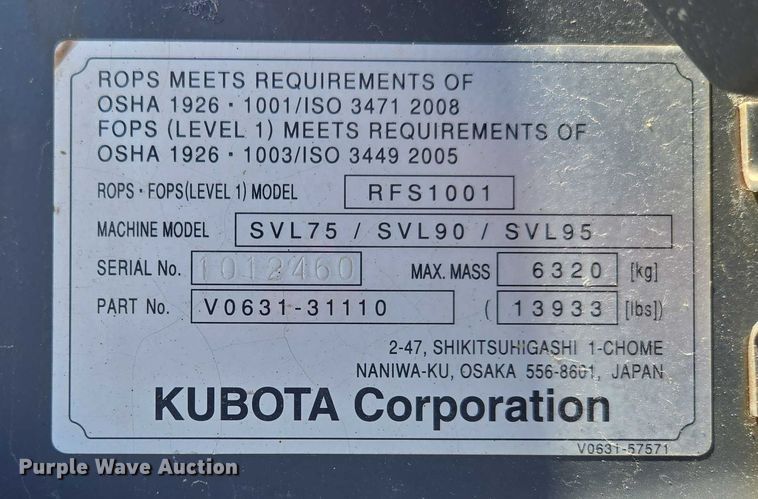 ROPS MEETS REQUIREMENTS OF
OSHA 1926 · 1001/ISO 3471 2008
FOPS (LEVEL 1) MEETS REQUIREMENTS OF
OSHA 1926 · 1003/ISO 3449 2005
ROPS · FOPS(LEVEL 1) MODEL RFS1001
MACHINE MODEL SVL75 / SVL90 / SVL95
SERIAL No. 1012460 MAX. MASS 6320 [kg]
PART No. V0631-31110 ( 13933 [lbs])
2-47, SHIKITSUHIGASHI 1-CHOME
NANIWA-KU, OSAKA 556-8601, JAPAN
KUBOTA Corporation
V0631-57571
Purple Wave Auction